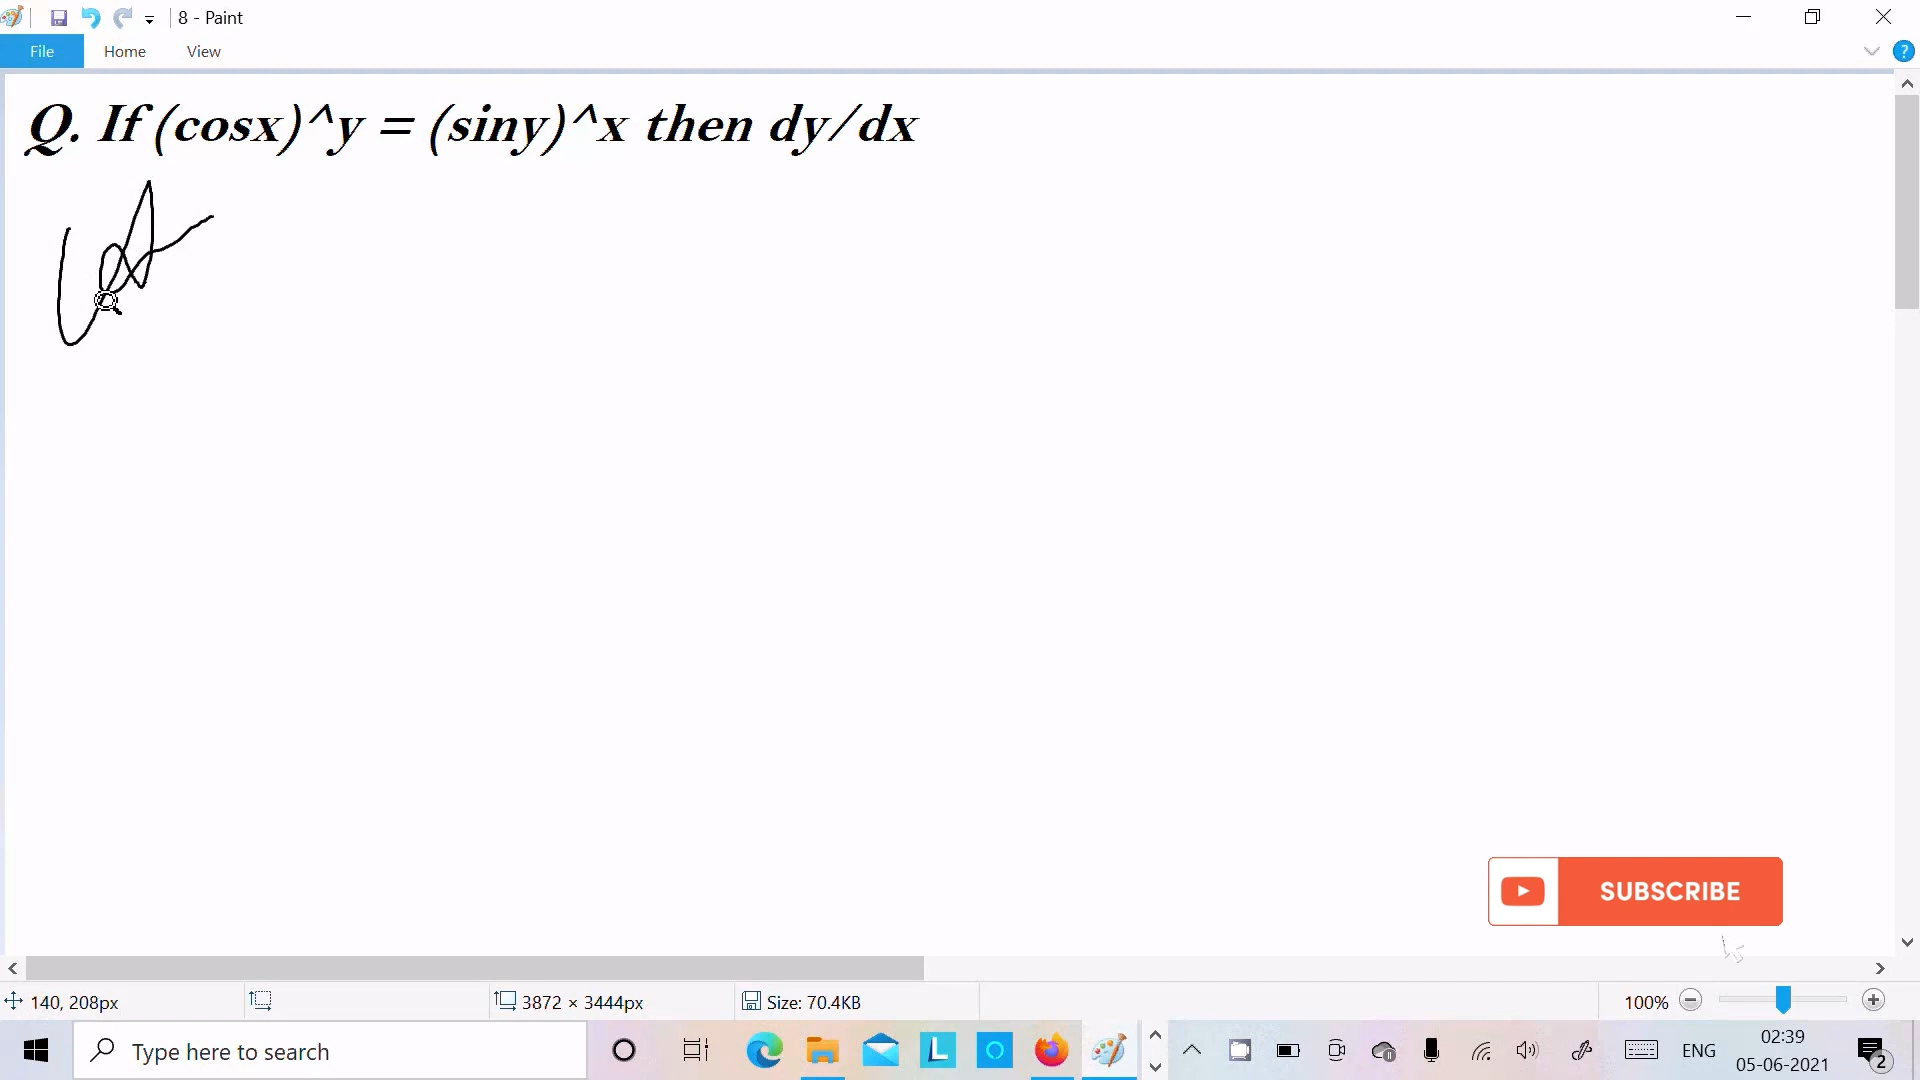 8 - Paint
File Home View
Q. If (cosx)^y = (siny)^x then dy/dx
SUBSCRIBE
140, 208px 3872 × 3444px Size: 70.4KB 100%
Type here to search ENG 02:39
05-06-2021 2